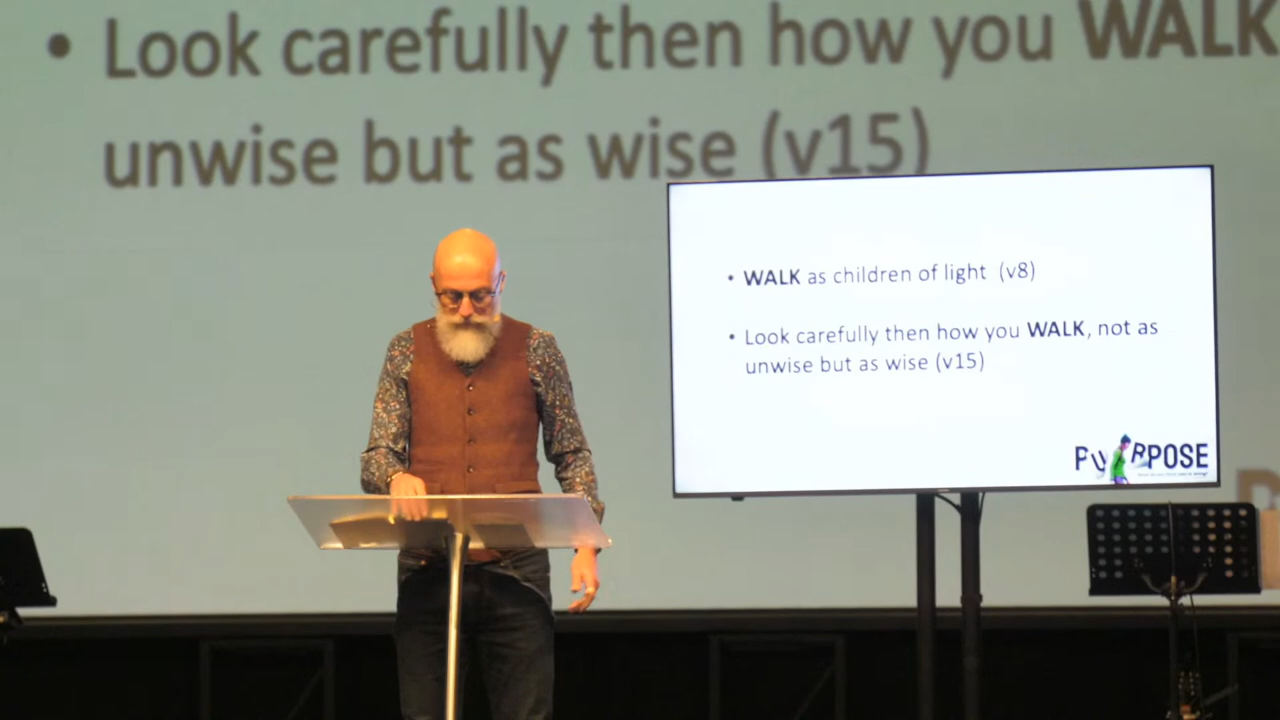 • Look carefully then how you WALK
unwise but as wise (v15)
• WALK as children of light (v8)
• Look carefully then how you WALK, not as
unwise but as wise (v15)
PURPOSE